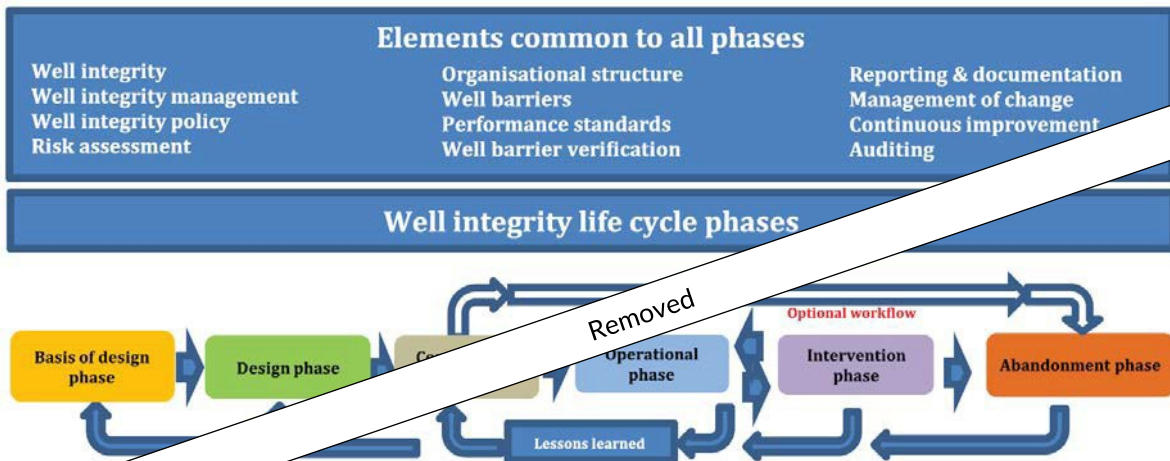 Elements common to all phases
Well integrity
Well integrity management
Well integrity policy
Risk assessment
Organisational structure
Well barriers
Performance standards
Well barrier verification
Reporting & documentation
Management of change
Continuous improvement
Auditing
Well integrity life cycle phases
Removed
Optional workflow
Basis of design
phase
Design phase
Operational
phase
Intervention
phase
Abandonment phase
Lessons learned